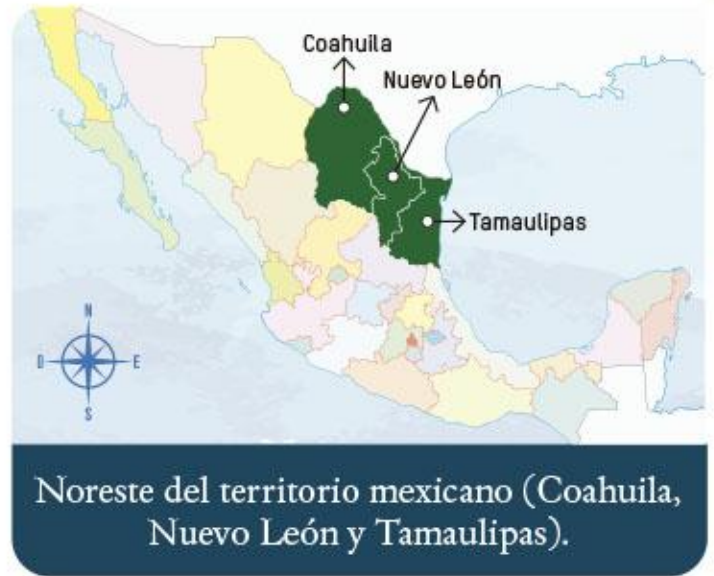 Coahuila
Nuevo León
Tamaulipas
N
O E
S
Noreste del territorio mexicano (Coahuila,
Nuevo León y Tamaulipas).